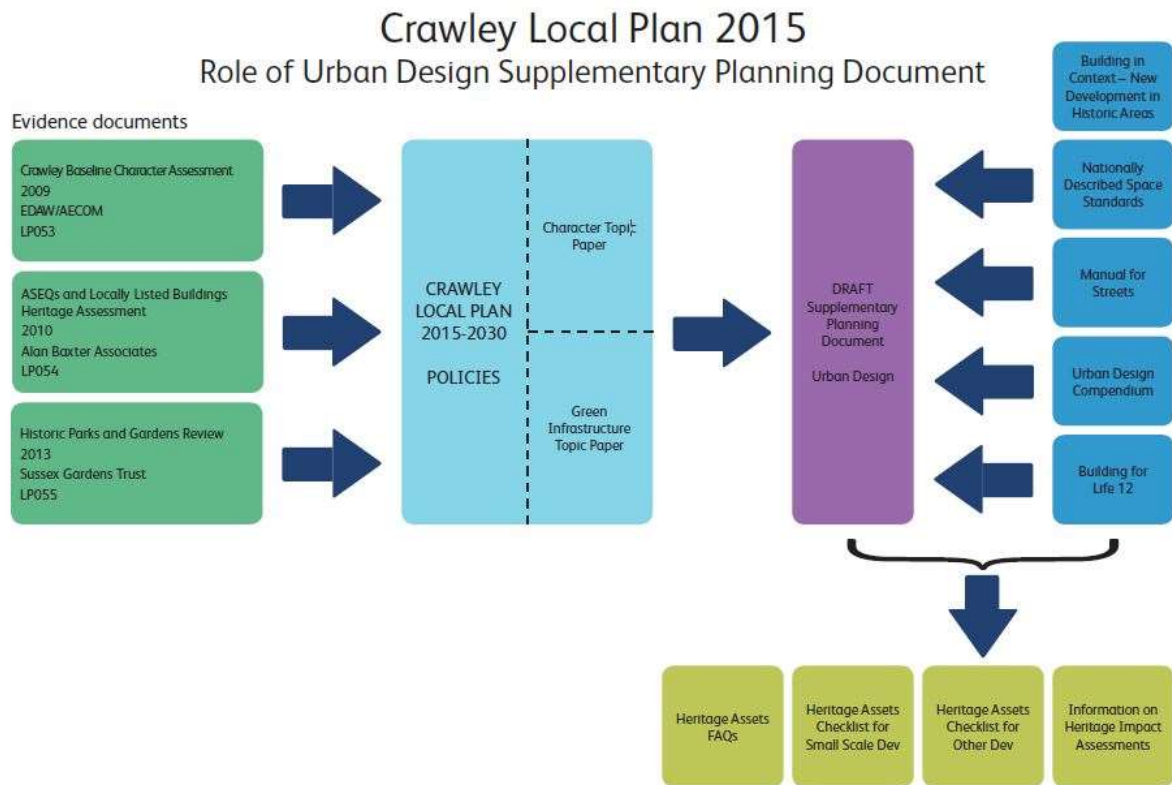 Crawley Local Plan 2015
Role of Urban Design Supplementary Planning Document
Evidence documents
Crawley Baseline Character Assessment
2009
EDAW/AECOM
LP053
ASEQs and Locally Listed Buildings
Heritage Assessment
2010
Alan Baxter Associates
LP054
Historic Parks and Gardens Review
2013
Sussex Gardens Trust
LP055
CRAWLEY
LOCAL PLAN
2015-2030
POLICIES
Character Topic
Paper
Green
Infrastructure
Topic Paper
DRAFT
Supplementary
Planning
Document
Urban Design
Building in
Context – New
Development in
Historic Areas
Nationally
Described Space
Standards
Manual for
Streets
Urban Design
Compendium
Building for
Life 12
Heritage Assets
FAQs
Heritage Assets
Checklist for
Small Scale Dev
Heritage Assets
Checklist for
Other Dev
Information on
Heritage Impact
Assessments